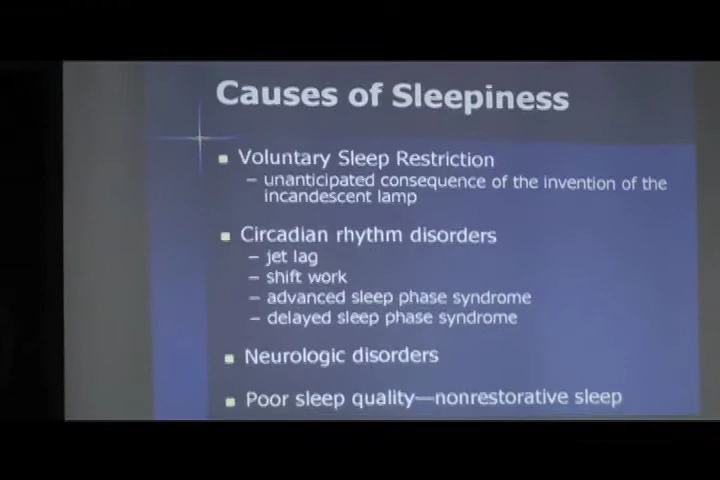 Causes of Sleepiness
Voluntary Sleep Restriction
– unanticipated consequence of the invention of the
incandescent lamp
Circadian rhythm disorders
– jet lag
– shift work
– advanced sleep phase syndrome
– delayed sleep phase syndrome
Neurologic disorders
Poor sleep quality—nonrestorative sleep